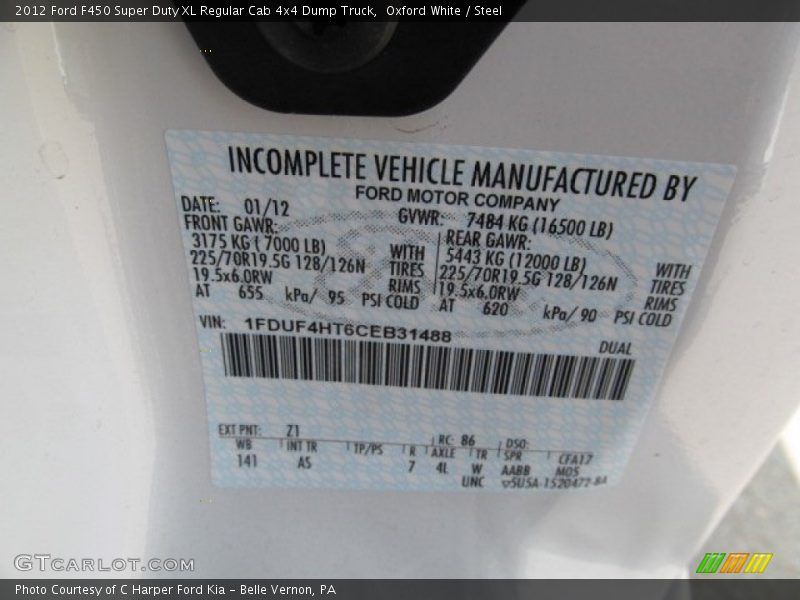 2012 Ford F450 Super Duty XL Regular Cab 4x4 Dump Truck, Oxford White / Steel
INCOMPLETE VEHICLE MANUFACTURED BY
FORD MOTOR COMPANY
DATE: 01/12 GVWR: 7484 KG (16500 LB)
FRONT GAWR: REAR GAWR:
3175 KG ( 7000 LB) WITH 5443 KG (12000 LB) WITH
225/70R19.5G 128/126N TIRES 225/70R19.5G 128/126N TIRES
19.5x6.0RW RIMS 19.5x6.0RW RIMS
AT 655 kPa/ 95 PSI COLD AT 620 kPa/ 90 PSI COLD
VIN: 1FDUF4HT6CEB31488
DUAL
EXT PNT: Z1 RC: 86 DSO:
WB INT TR TP/PS R AXLE TR SPR CFA17
141 AS 7 4L W AABB M05
UNC ▽5U5A-1520472-BA
GTCARLOT.COM
Photo Courtesy of C Harper Ford Kia - Belle Vernon, PA